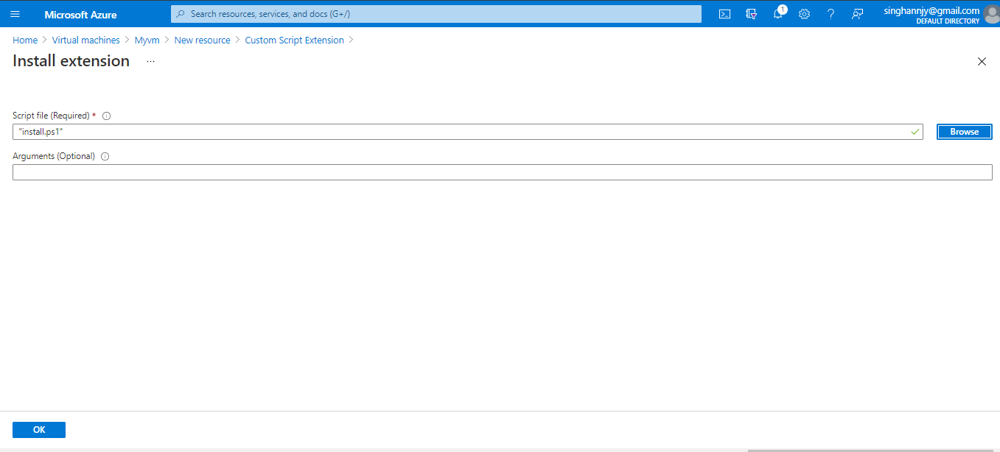 Microsoft Azure
Search resources, services, and docs (G+/)
1
singhannjy@gmail.com
DEFAULT DIRECTORY
Home > Virtual machines > Myvm > New resource > Custom Script Extension >
Install extension ...
Script file (Required) *
"install.ps1"
Browse
Arguments (Optional)
OK